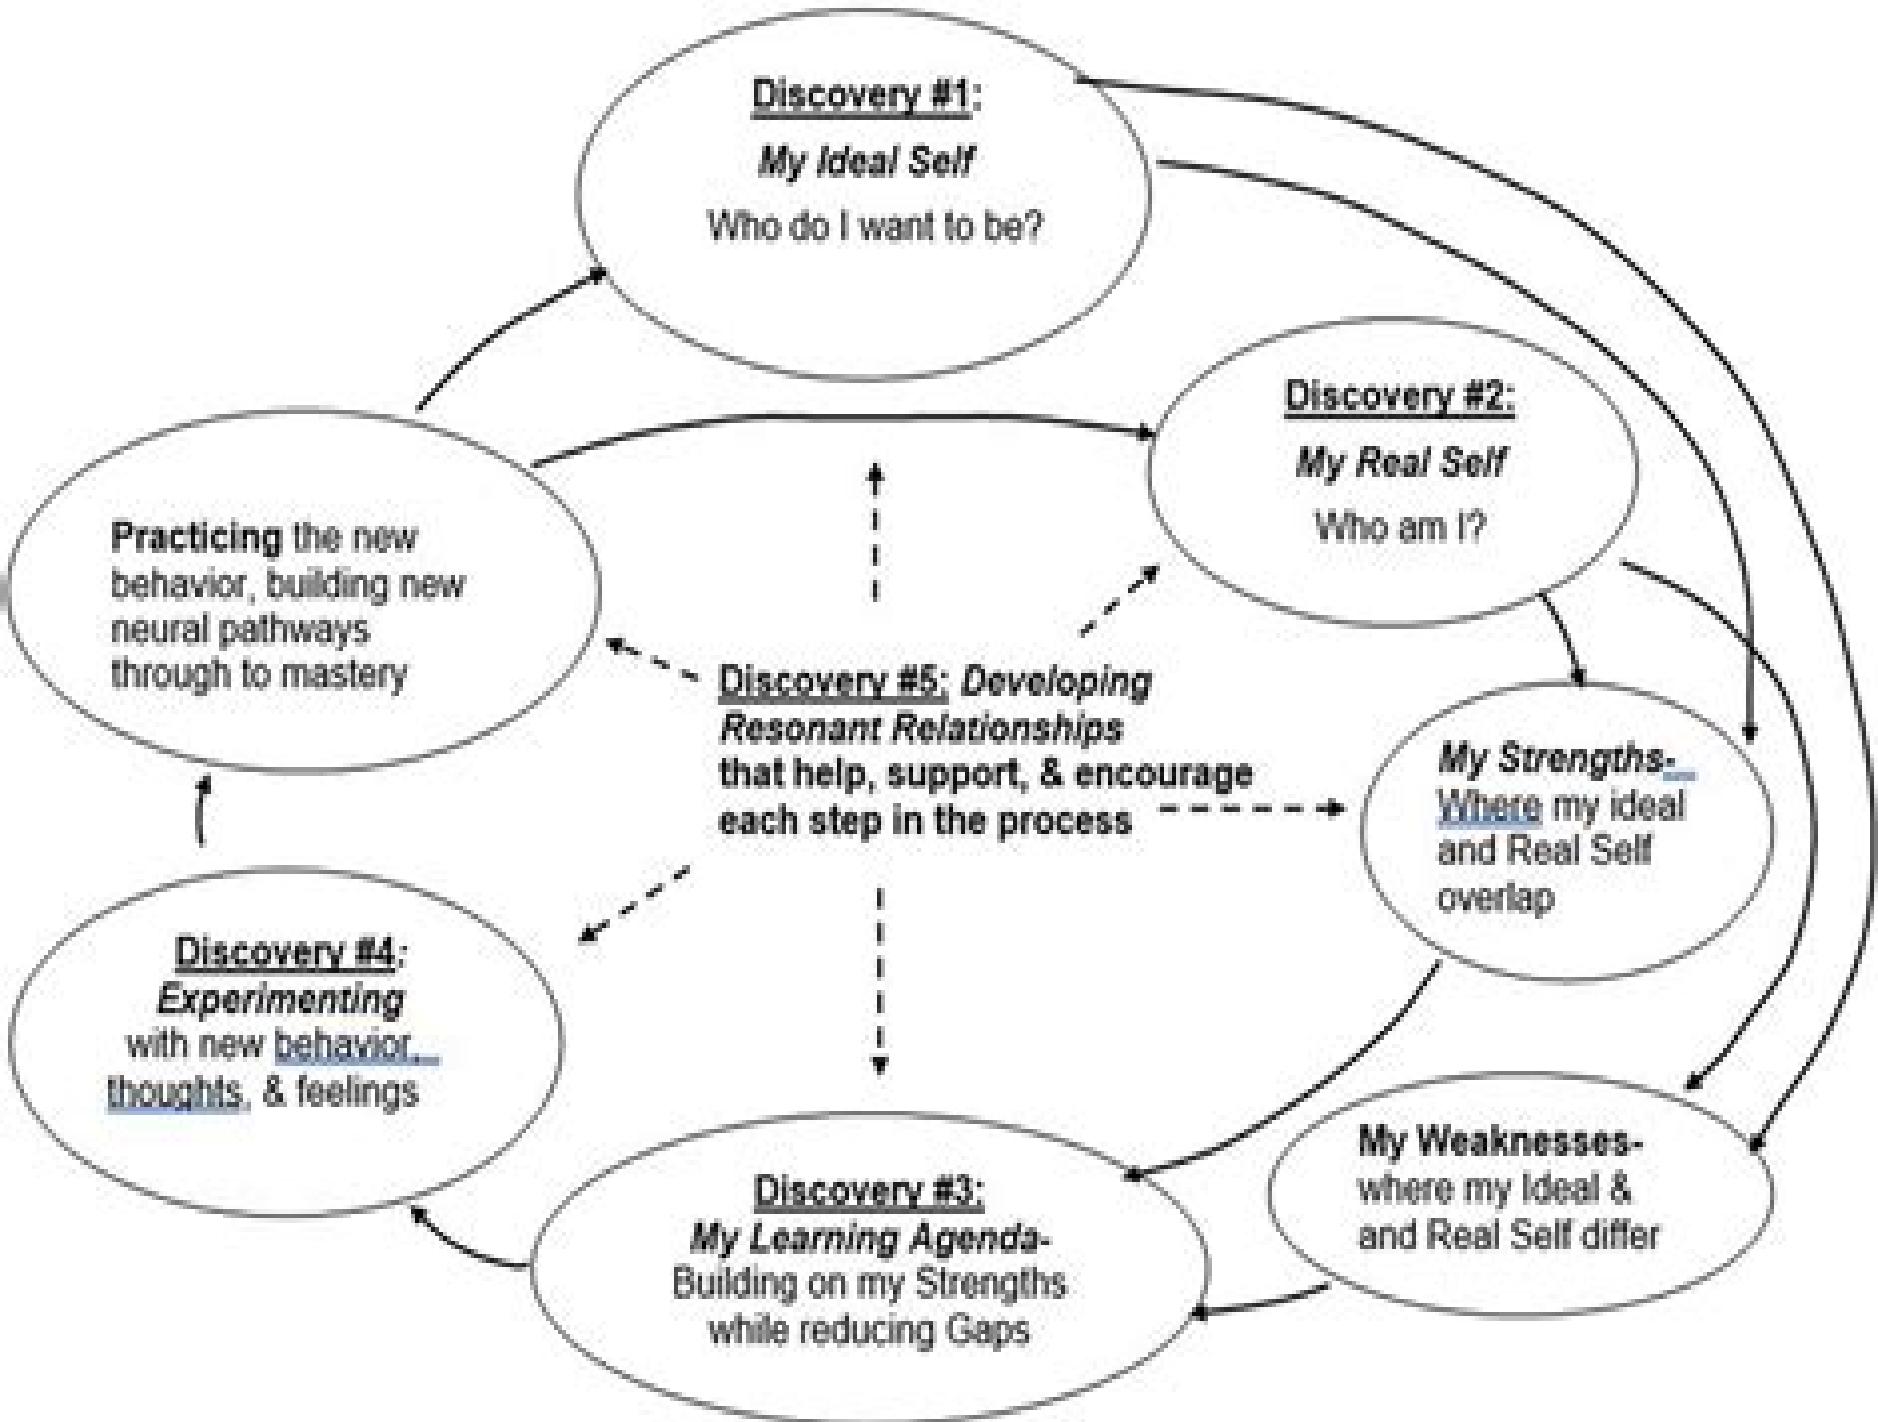 Discovery #1:
My Ideal Self
Who do I want to be?
Discovery #2:
My Real Self
Who am I?
Practicing the new
behavior, building new
neural pathways
through to mastery
Discovery #5: Developing
Resonant Relationships
that help, support, & encourage
each step in the process
My Strengths-
Where my ideal
and Real Self
overlap
Discovery #4:
Experimenting
with new behavior,
thoughts, & feelings
My Weaknesses-
where my Ideal &
and Real Self differ
Discovery #3:
My Learning Agenda-
Building on my Strengths
while reducing Gaps